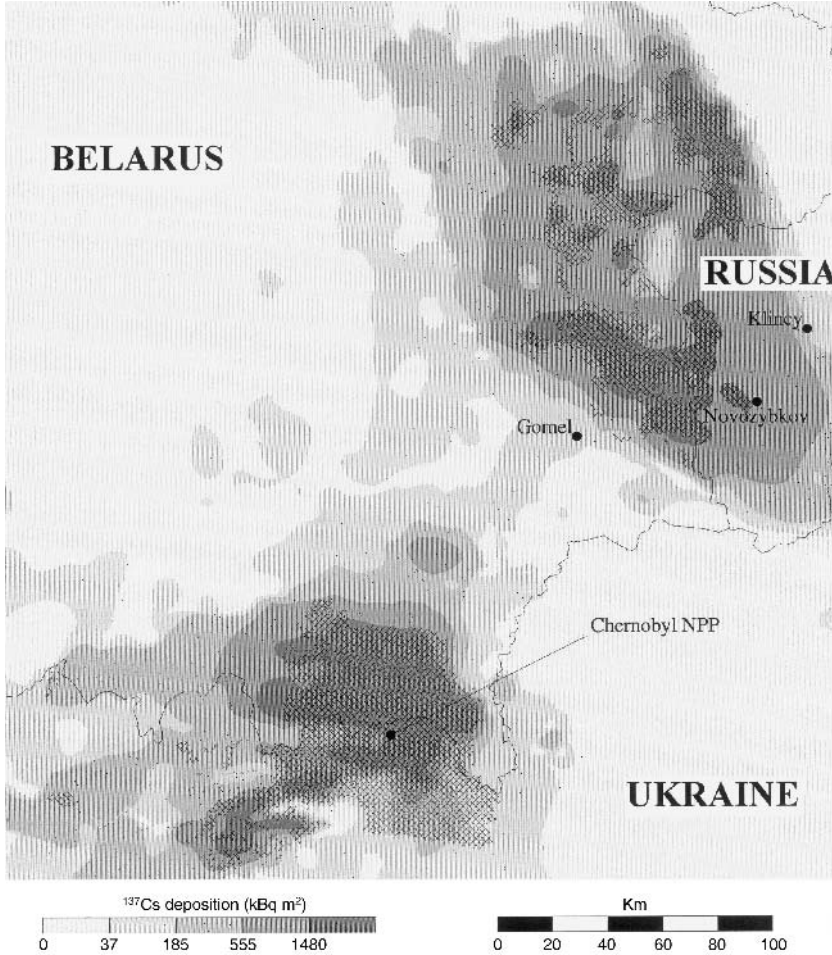 BELARUS
RUSSIA
Klincy
Novozybkov
Gomel
Chernobyl NPP
UKRAINE
¹³⁷Cs deposition (kBq m²)
0 37 185 555 1480
Km
0 20 40 60 80 100